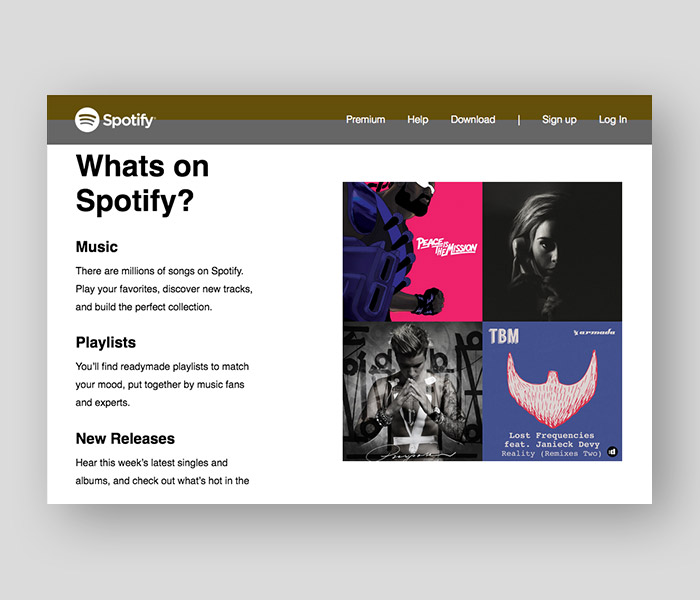 Spotify
Premium Help Download | Sign up Log In
Whats on
Spotify?
Music
There are millions of songs on Spotify.
Play your favorites, discover new tracks,
and build the perfect collection.
Playlists
You'll find readymade playlists to match
your mood, put together by music fans
and experts.
New Releases
Hear this week's latest singles and
albums, and check out what's hot in the
PEACE IS
THE MISSION
Purpose
TBM
armada
Lost Frequencies
feat. Janieck Devy
Reality (Remixes Two)
:d